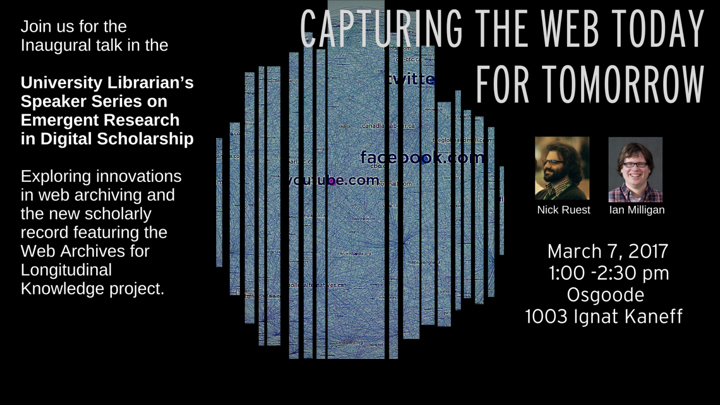 CAPTURING THE WEB TODAY
FOR TOMORROW
Join us for the
Inaugural talk in the
University Librarian’s
Speaker Series on
Emergent Research
in Digital Scholarship
Exploring innovations
in web archiving and
the new scholarly
record featuring the
Web Archives for
Longitudinal
Knowledge project.
twitte
facebook.com
youtube.com
Nick Ruest
Ian Milligan
March 7, 2017
1:00 -2:30 pm
Osgoode
1003 Ignat Kaneff